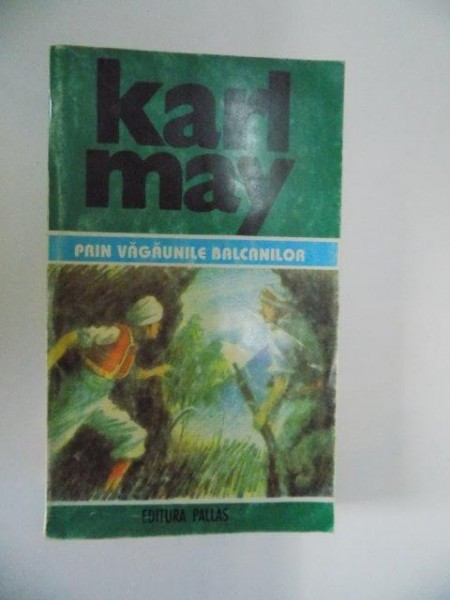 karl
may
PRIN VĂGĂUNILE BALCANILOR
EDITURA PALLAS